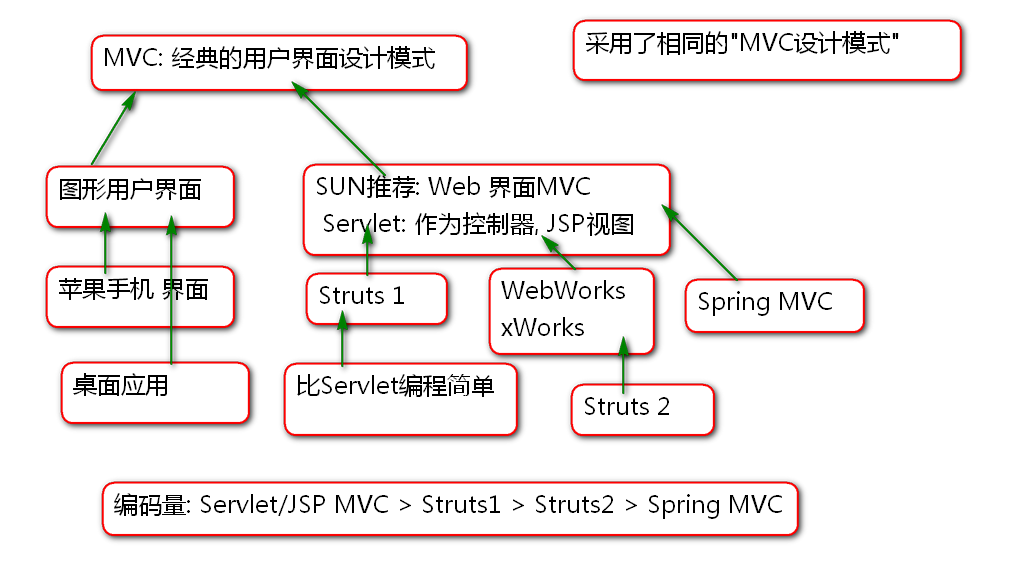 MVC: 经典的用户界面设计模式
采用了相同的"MVC设计模式"
图形用户界面
SUN推荐: Web 界面MVC
Servlet: 作为控制器, JSP视图
苹果手机 界面
Struts 1
WebWorks
xWorks
Spring MVC
桌面应用
比Servlet编程简单
Struts 2
编码量: Servlet/JSP MVC > Struts1 > Struts2 > Spring MVC